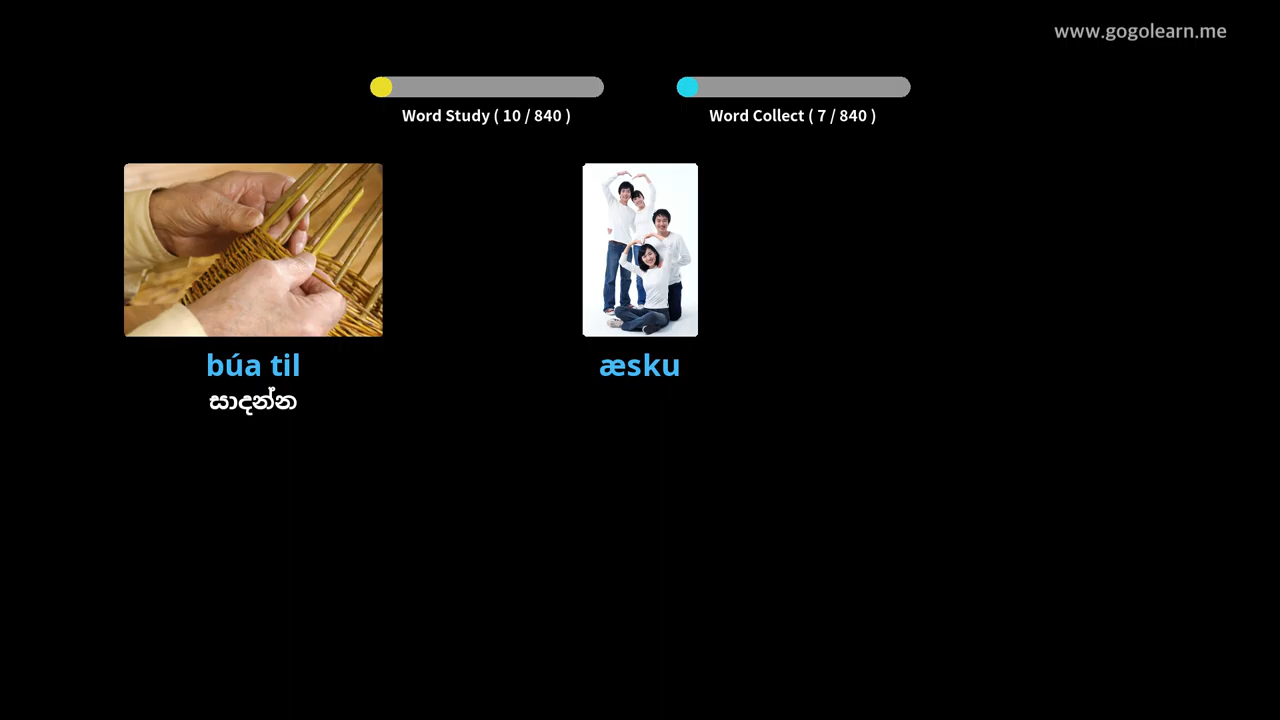 www.gogolearn.me
Word Study ( 10 / 840 )
Word Collect ( 7 / 840 )
búa til
සාදන්න
æsku